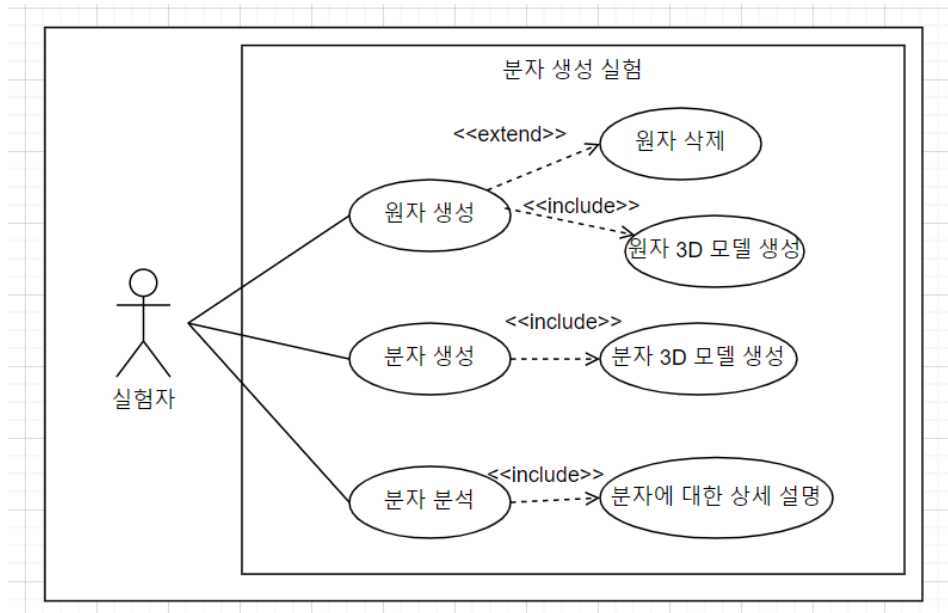 분자 생성 실험
<<extend>>
원자 삭제
원자 생성
<<include>>
원자 3D 모델 생성
실험자
<<include>>
분자 생성
분자 3D 모델 생성
<<include>>
분자 분석
분자에 대한 상세 설명